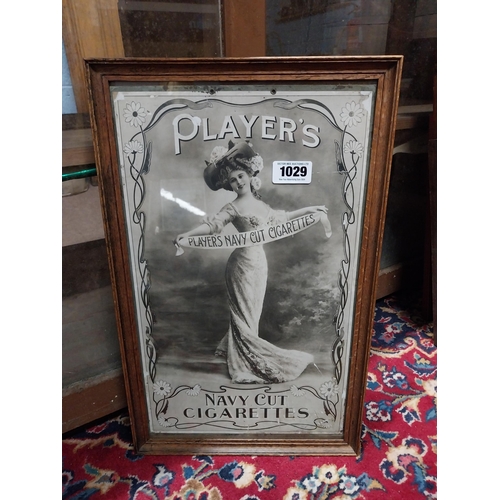 PLAYER'S
1029
PLAYERS NAVY CUT CIGARETTES
NAVY CUT
CIGARETTES